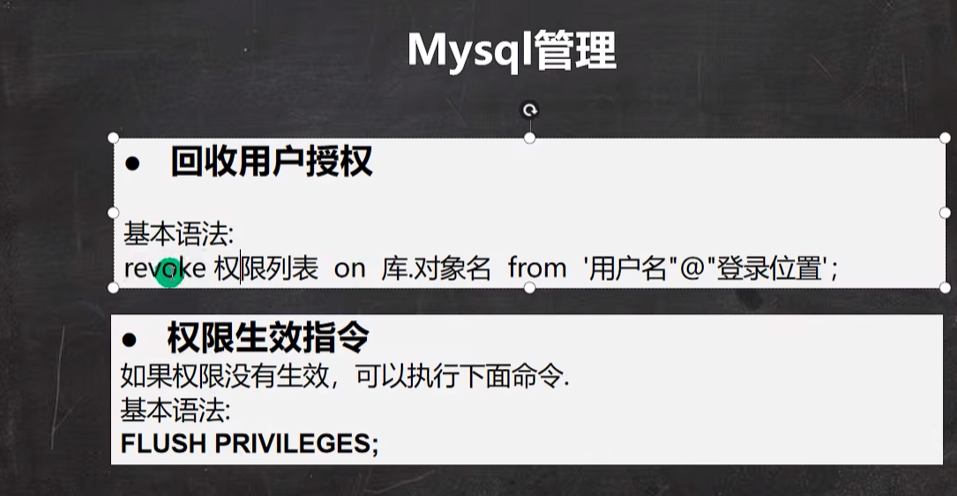 Mysql管理
● 回收用户授权
基本语法:
revoke 权限列表 on 库.对象名 from '用户名"@"登录位置';
● 权限生效指令
如果权限没有生效，可以执行下面命令.
基本语法:
FLUSH PRIVILEGES;